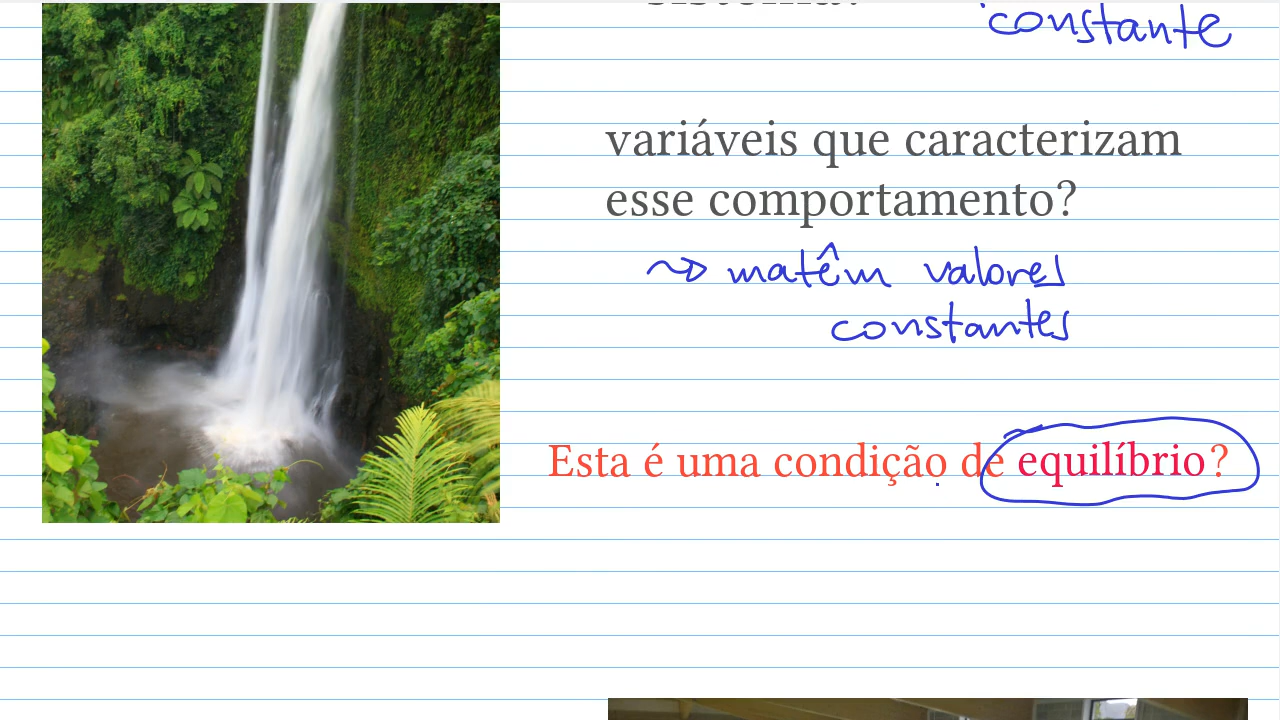 constante
variáveis que caracterizam
esse comportamento?
matêm valores
constantes
Esta é uma condição de equilíbrio?